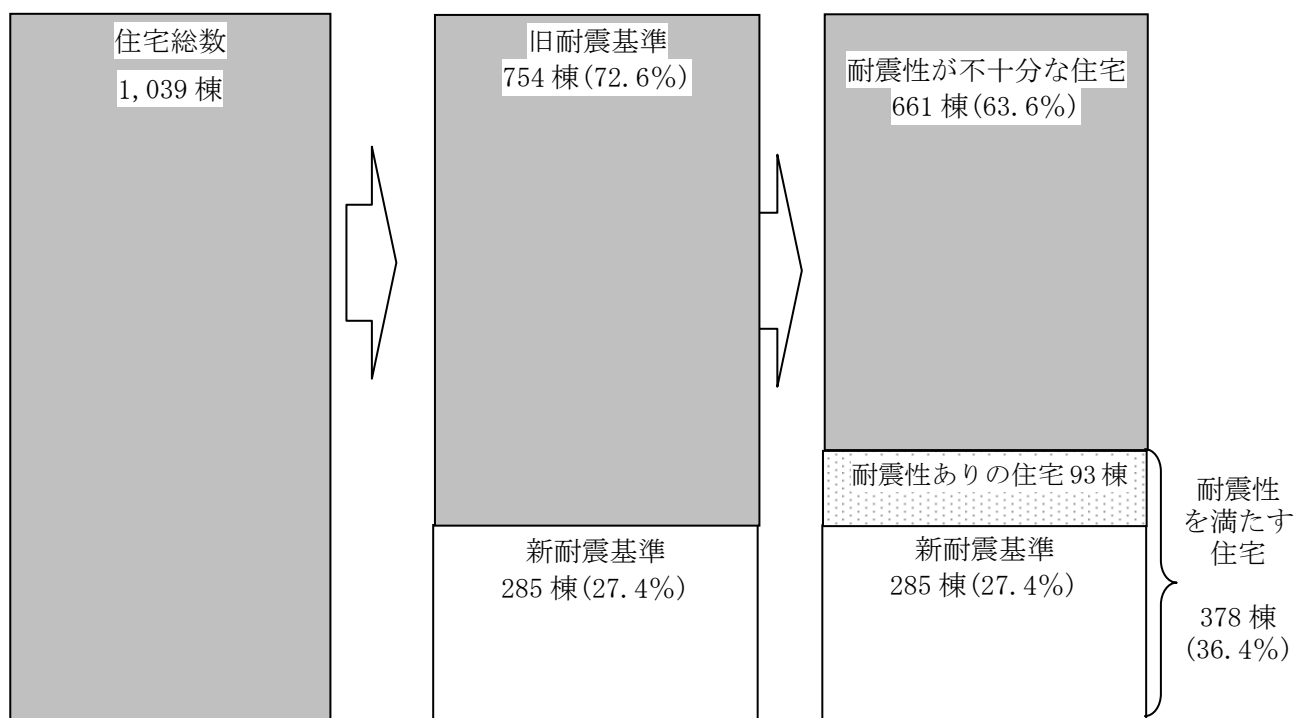 住宅総数
1,039 棟
旧耐震基準
754 棟(72.6%)
新耐震基準
285 棟(27.4%)
耐震性が不十分な住宅
661 棟(63.6%)
耐震性ありの住宅 93 棟
新耐震基準
285 棟(27.4%)
耐震性
を満たす
住宅
378 棟
(36.4%)